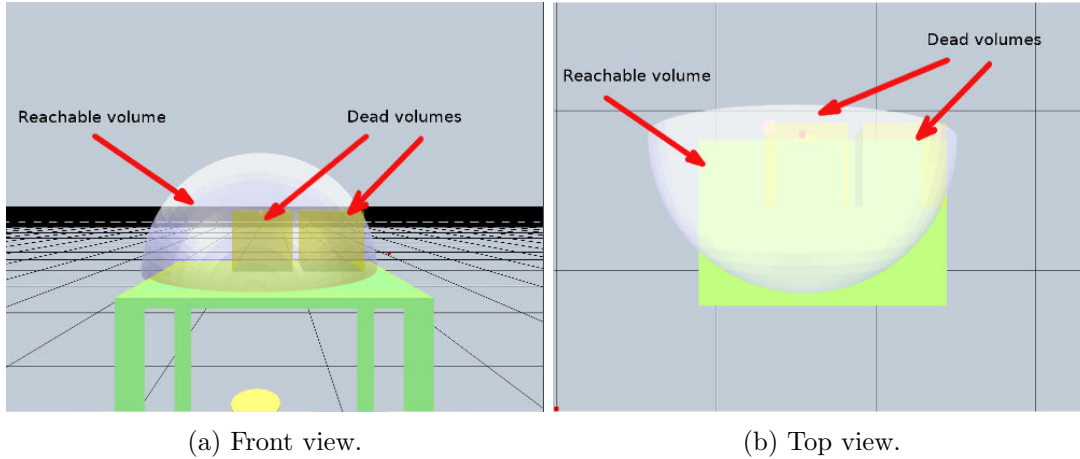 Reachable volume
Dead volumes
Dead volumes
Reachable volume
(a) Front view.
(b) Top view.